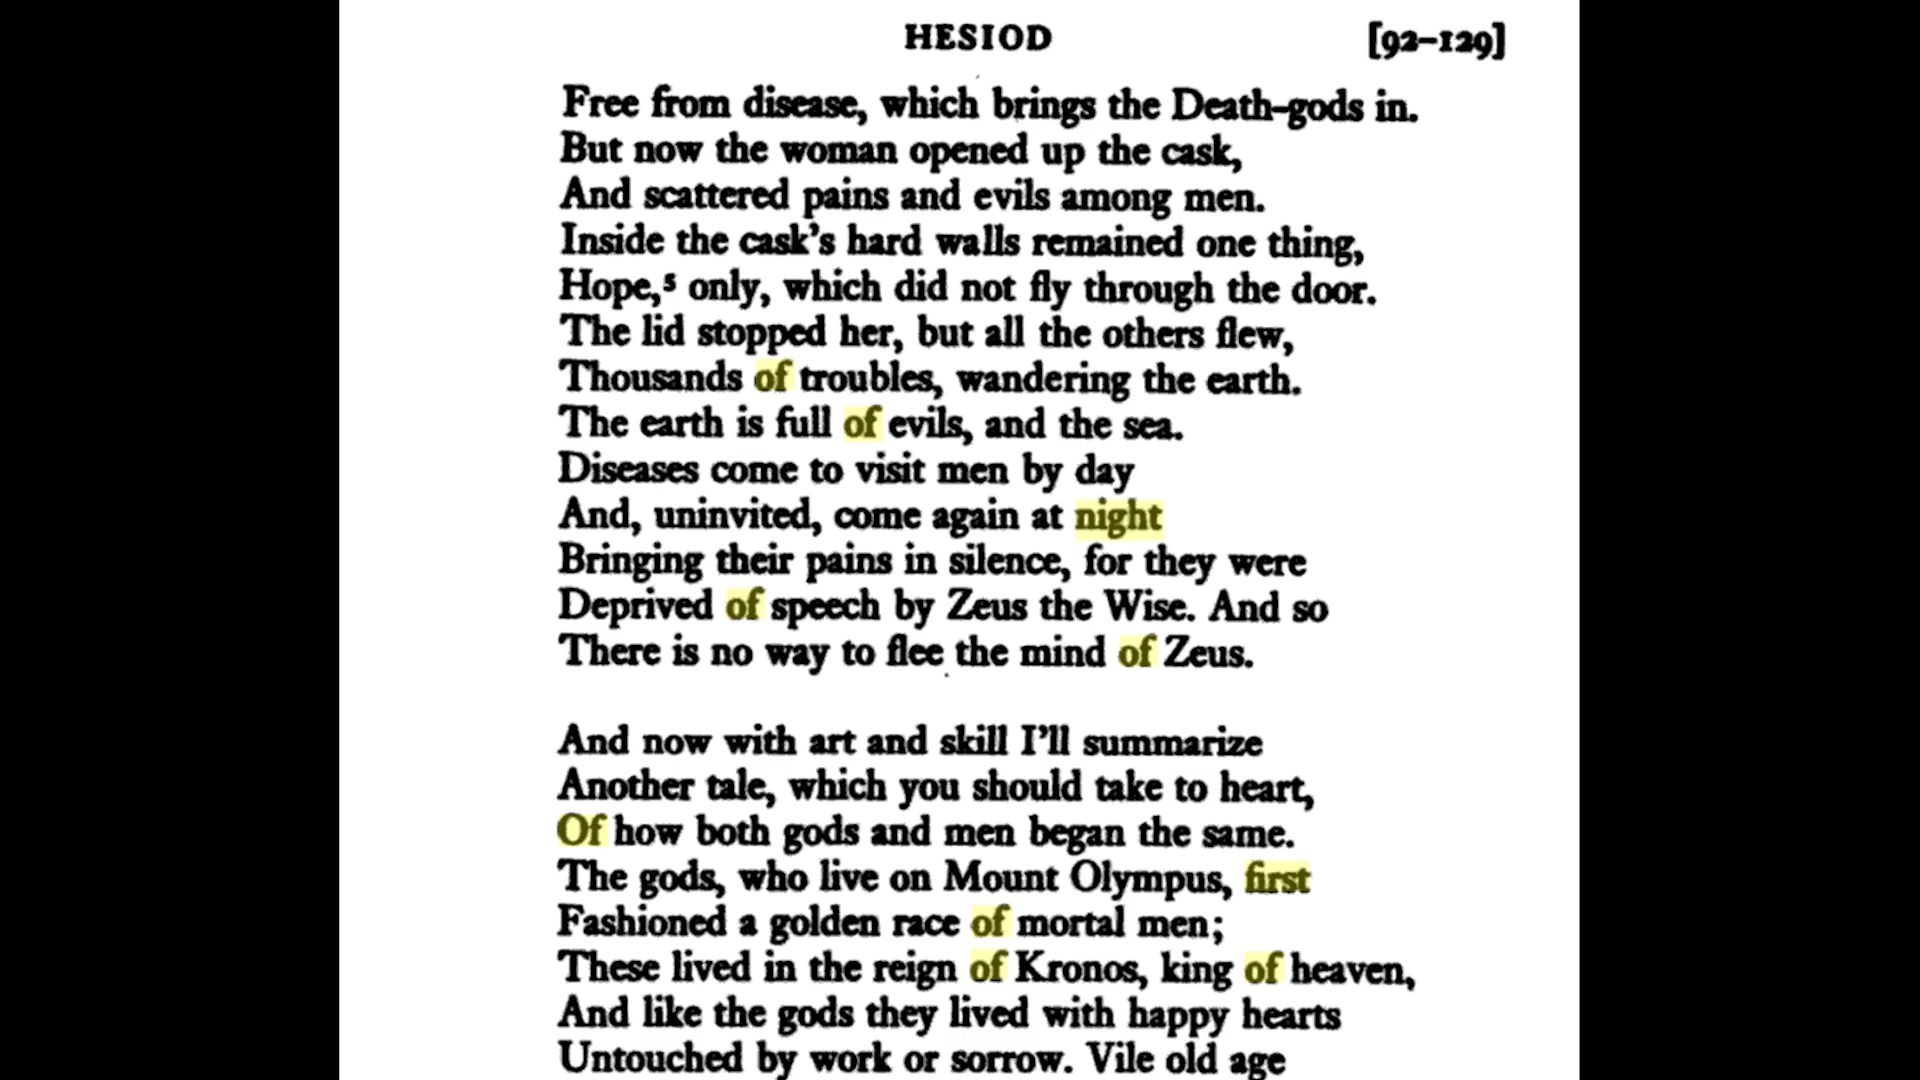 HESIOD [92–129]
Free from disease, which brings the Death-gods in.
But now the woman opened up the cask,
And scattered pains and evils among men.
Inside the cask's hard walls remained one thing,
Hope,⁵ only, which did not fly through the door.
The lid stopped her, but all the others flew,
Thousands of troubles, wandering the earth.
The earth is full of evils, and the sea.
Diseases come to visit men by day
And, uninvited, come again at night
Bringing their pains in silence, for they were
Deprived of speech by Zeus the Wise. And so
There is no way to flee the mind of Zeus.
And now with art and skill I'll summarize
Another tale, which you should take to heart,
Of how both gods and men began the same.
The gods, who live on Mount Olympus, first
Fashioned a golden race of mortal men;
These lived in the reign of Kronos, king of heaven,
And like the gods they lived with happy hearts
Untouched by work or sorrow. Vile old age